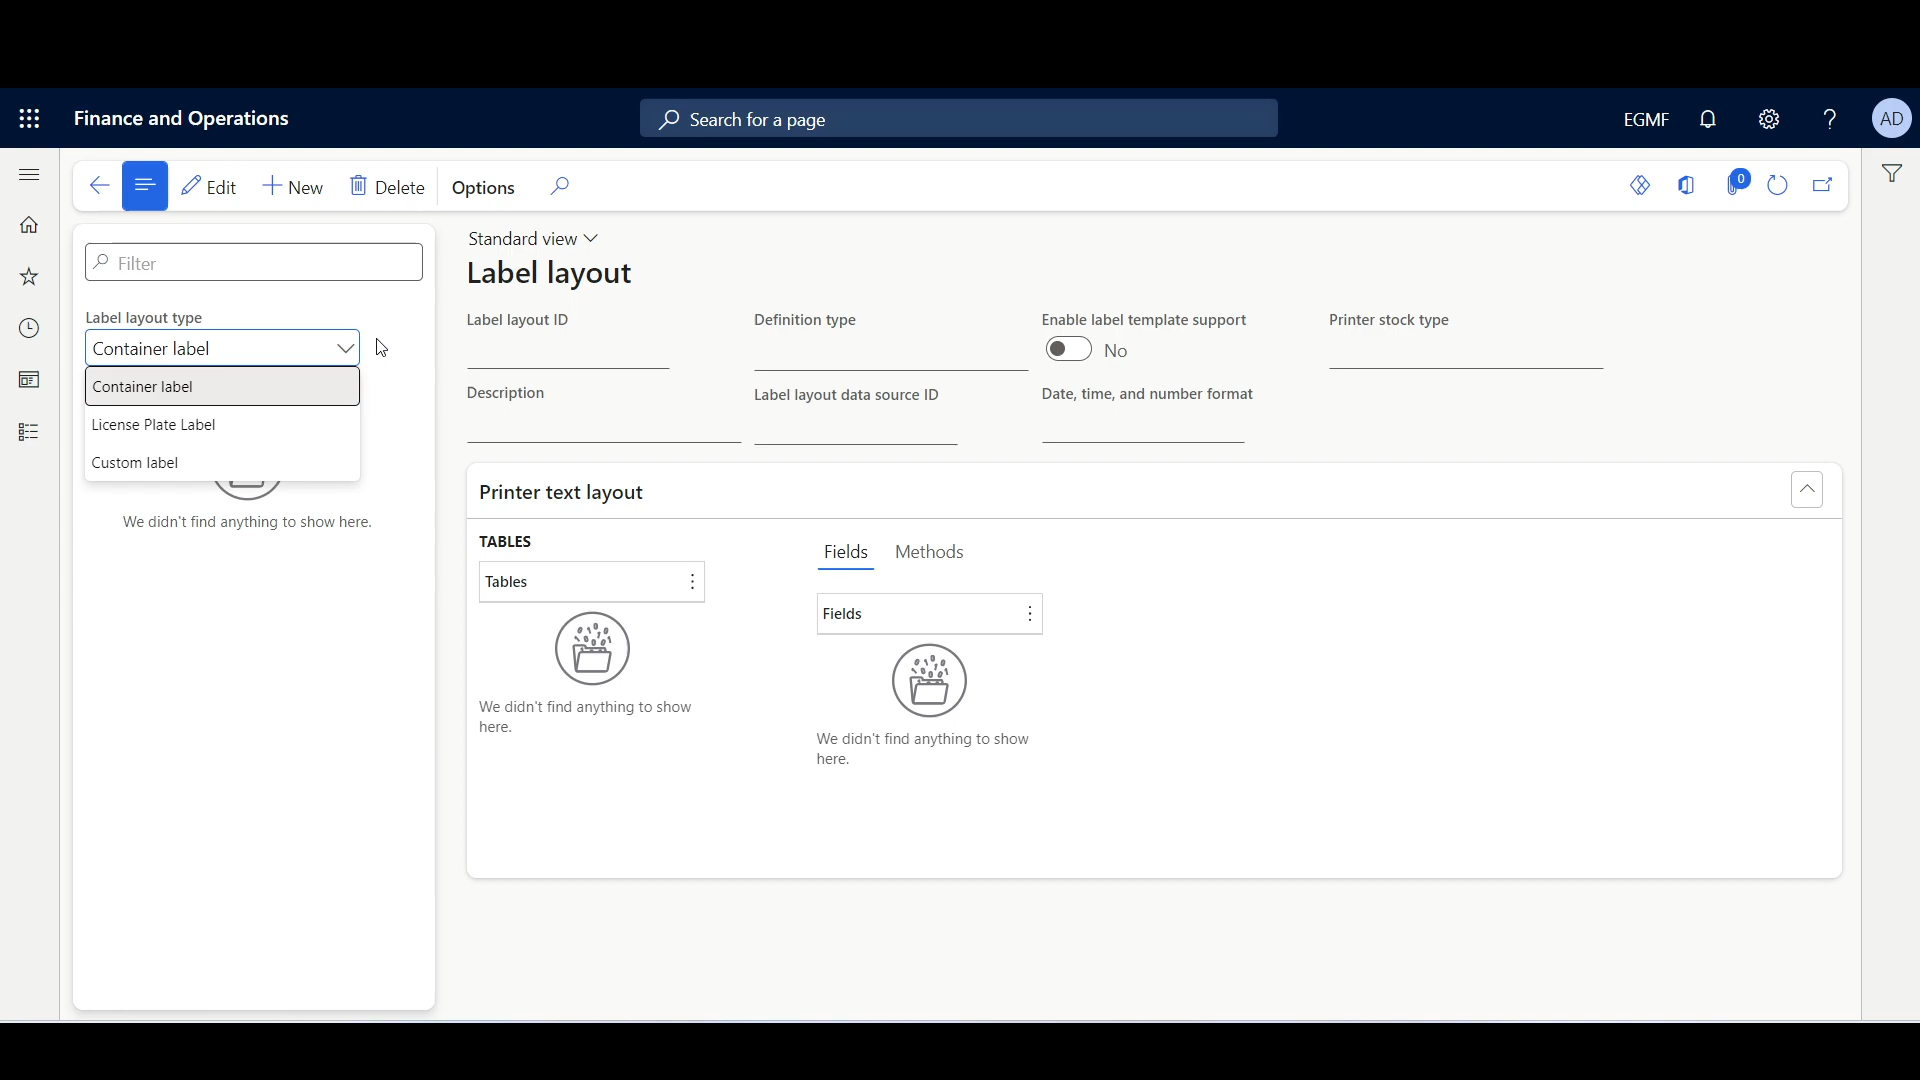 Finance and Operations
Search for a page
EGMF
AD
Edit
New
Delete
Options
0
Filter
Label layout type
Container label
Container label
License Plate Label
Custom label
We didn't find anything to show here.
Standard view
Label layout
Label layout ID
Definition type
Enable label template support
No
Printer stock type
Description
Label layout data source ID
Date, time, and number format
Printer text layout
TABLES
Tables
We didn't find anything to show
here.
Fields
Methods
Fields
We didn't find anything to show
here.